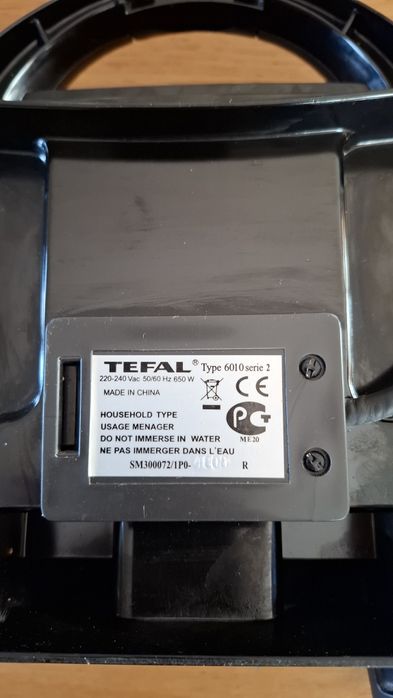 TEFAL® Type 6010 serie 2
220-240 Vac 50/60 Hz 650 W
MADE IN CHINA
CE
HOUSEHOLD TYPE
USAGE MENAGER
ME20
DO NOT IMMERSE IN WATER
NE PAS IMMERGER DANS L'EAU
SM300072/1P0- R